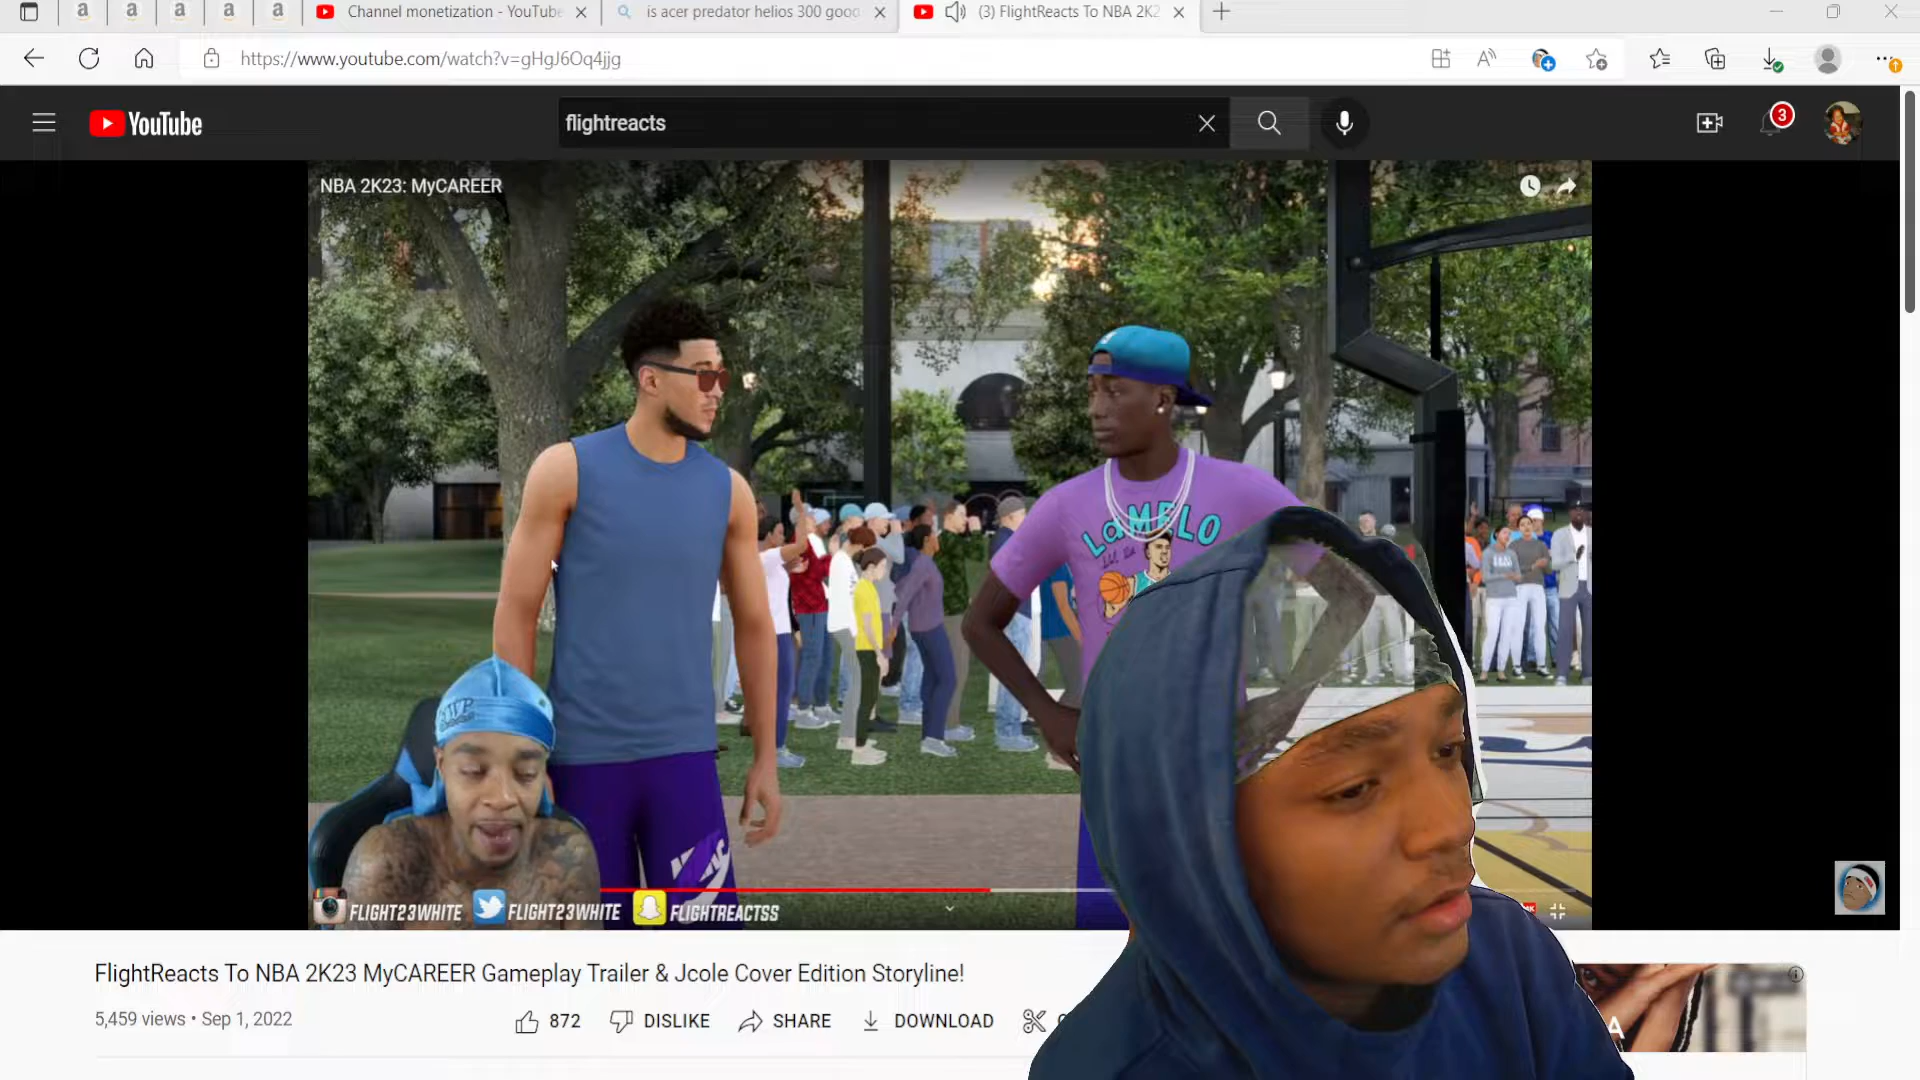 a a a a a Channel monetization - YouTube is acer predator helios 300 good (3) FlightReacts To NBA 2K2
https://www.youtube.com/watch?v=gHgJ6Oq4jjg
YouTube
flightreacts
3
NBA 2K23: MyCAREER
LaMELO
FLIGHT23WHITE FLIGHT23WHITE FLIGHTREACTSS
FlightReacts To NBA 2K23 MyCAREER Gameplay Trailer & Jcole Cover Edition Storyline!
5,459 views • Sep 1, 2022
872 DISLIKE SHARE DOWNLOAD